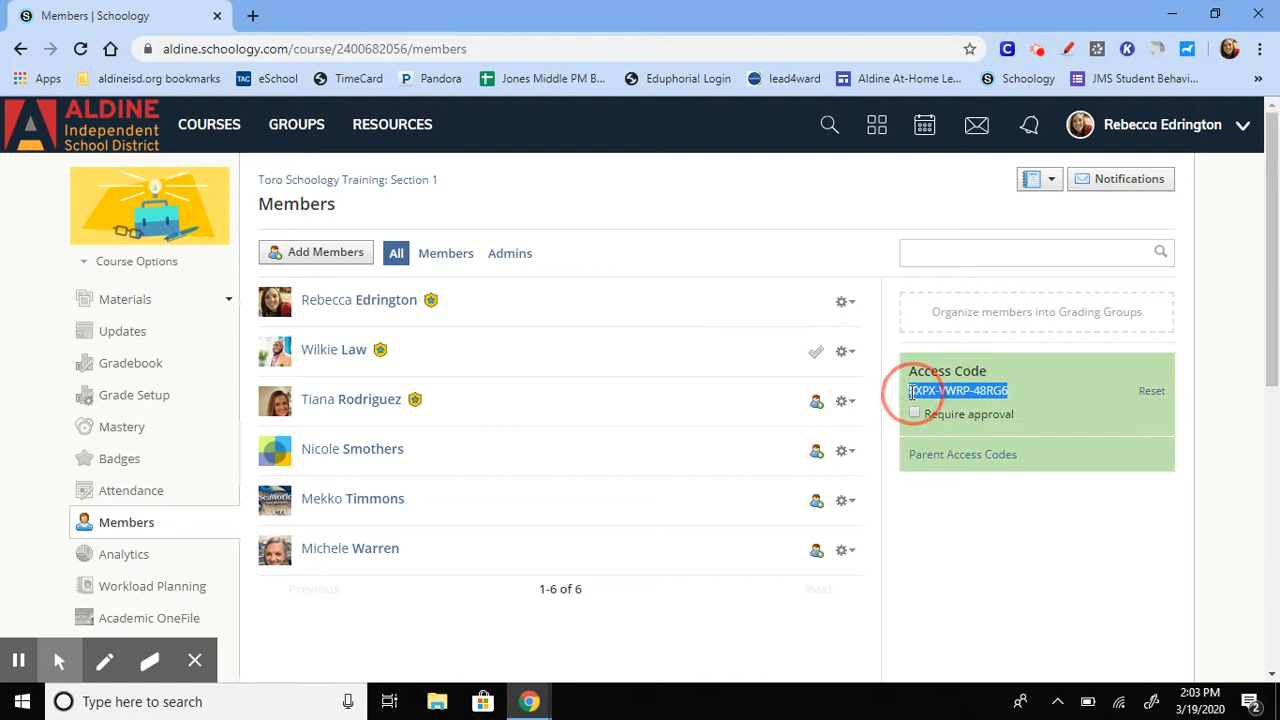 Members | Schoology
aldine.schoology.com/course/2400682056/members
Apps
aldineisd.org bookmarks
TAC eSchool
TimeCard
Pandora
Jones Middle PM B...
Eduphoria! Login
lead4ward
Aldine At-Home Le...
Schoology
JMS Student Behavi...
»
ALDINE
Independent
School District
COURSES
GROUPS
RESOURCES
Rebecca Edrington
Toro Schoology Training: Section 1
Notifications
Members
Add Members
All
Members
Admins
Course Options
Materials
Updates
Gradebook
Grade Setup
Mastery
Badges
Attendance
Members
Analytics
Workload Planning
Academic OneFile
Rebecca Edrington
Wilkie Law
Tiana Rodriguez
Nicole Smothers
Mekko Timmons
Michele Warren
Previous
1-6 of 6
Next
Organize members into Grading Groups
Access Code
Reset
Require approval
Parent Access Codes
Type here to search
2:03 PM
3/19/2020
2